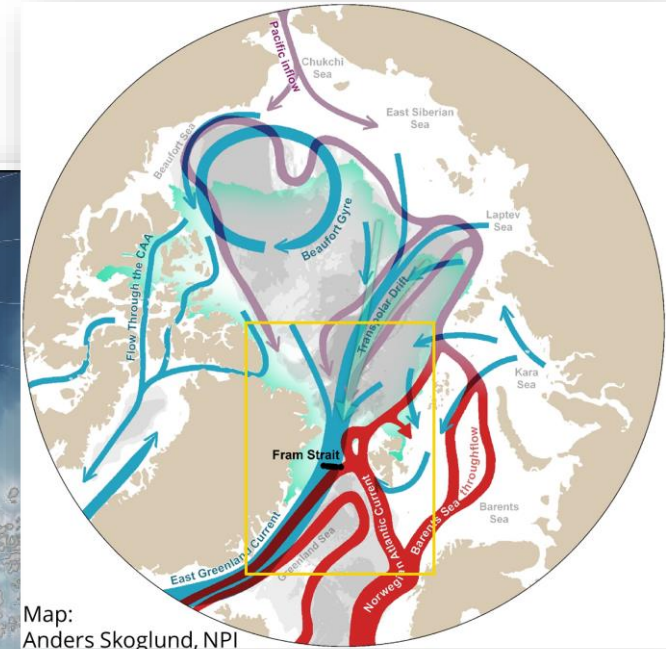 Pacific inflow
Chukchi
Sea
East Siberian
Sea
Beaufort Sea
Laptev
Sea
Beaufort Gyre
Transpolar Drift
Flow Through the CAA
Kara
Sea
Fram Strait
Barents Sea throughflow
Barents
Sea
Norwegian Atlantic Current
East Greenland Current
Greenland Sea
Map:
Anders Skoglund, NPI